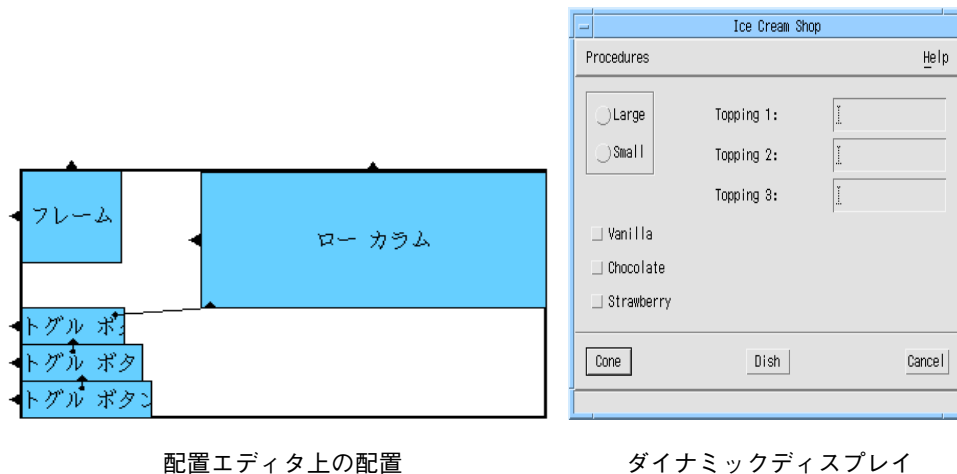 フレーム
ロー カラム
トグル ボタ
トグル ボタ
トグル ボタン
配置エディタ上の配置
Ice Cream Shop
Procedures Help
Large
Small
Topping 1:
Topping 2:
Topping 3:
Vanilla
Chocolate
Strawberry
Cone Dish Cancel
ダイナミックディスプレイ